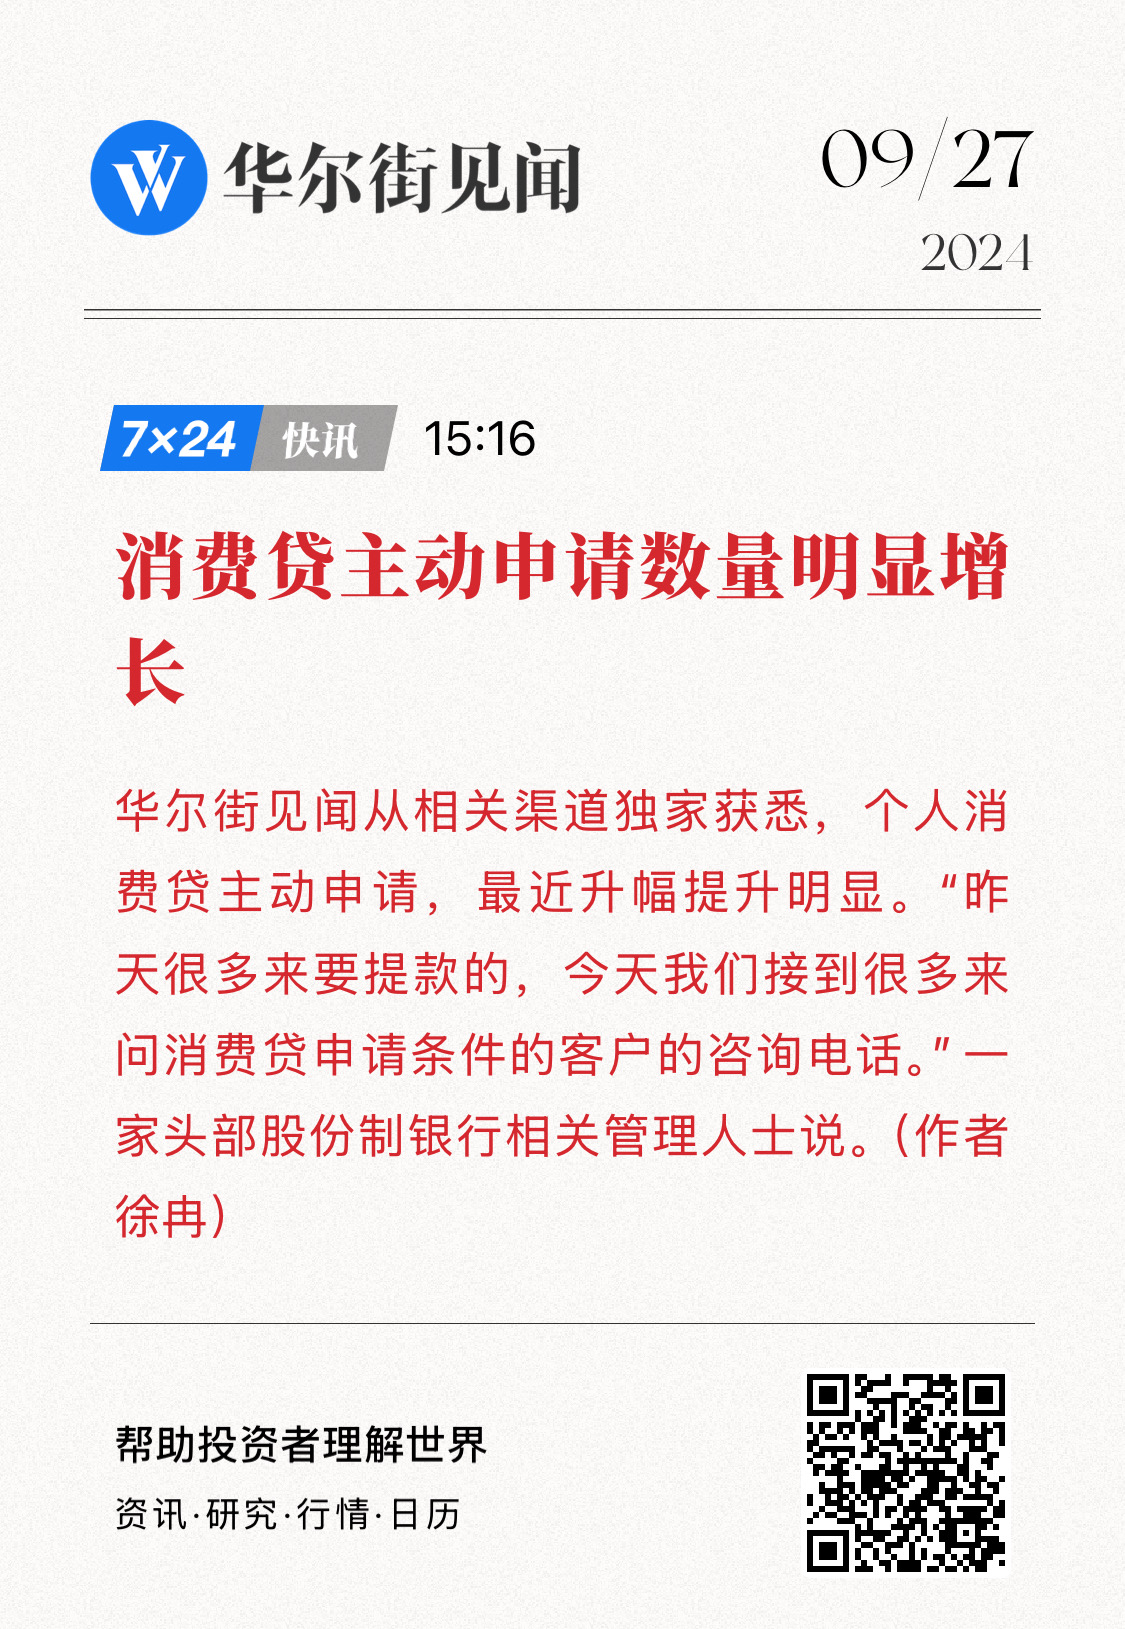 华尔街见闻
09/27
2024
7×24 快讯 15:16
消费贷主动申请数量明显增
长
华尔街见闻从相关渠道独家获悉，个人消
费贷主动申请，最近升幅提升明显。“昨
天很多来要提款的，今天我们接到很多来
问消费贷申请条件的客户的咨询电话。”一
家头部股份制银行相关管理人士说。（作者
徐冉）
帮助投资者理解世界
资讯·研究·行情·日历